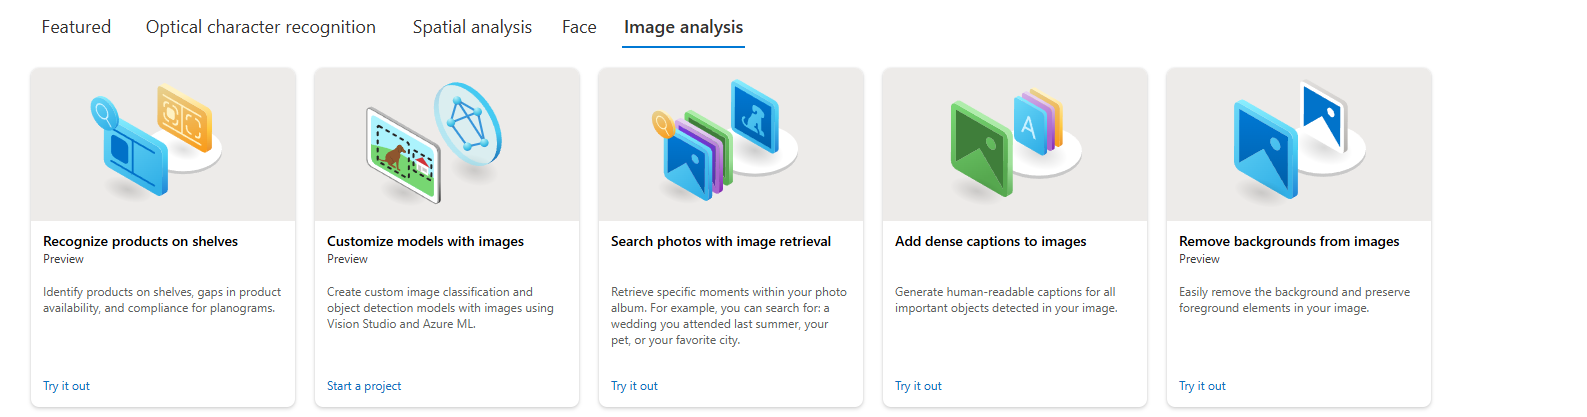 Featured
Optical character recognition
Spatial analysis
Face
Image analysis
A
Recognize products on shelves
Preview
Identify products on shelves, gaps in product
availability, and compliance for planograms.
Try it out
Customize models with images
Preview
Create custom image classification and
object detection models with images using
Vision Studio and Azure ML.
Start a project
Search photos with image retrieval
Retrieve specific moments within your photo
album. For example, you can search for: a
wedding you attended last summer, your
pet, or your favorite city.
Try it out
Add dense captions to images
Generate human-readable captions for all
important objects detected in your image.
Try it out
Remove backgrounds from images
Preview
Easily remove the background and preserve
foreground elements in your image.
Try it out